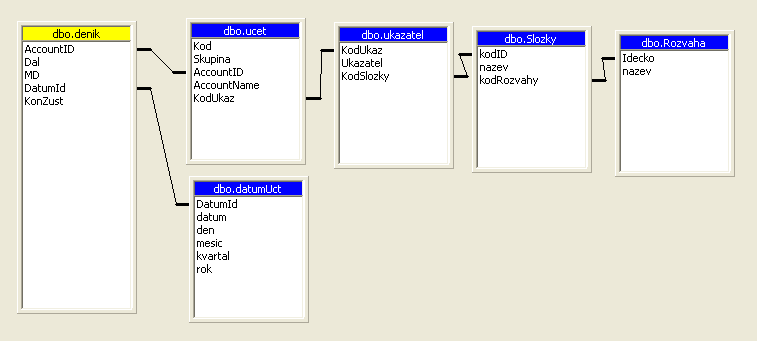 dbo.denik
AccountID
Dal
MD
DatumId
KonZust
dbo.ucet
Kod
Skupina
AccountID
AccountName
KodUkaz
dbo.ukazatel
KodUkaz
Ukazatel
KodSlozky
dbo.Slozky
kodID
nazev
kodRozvahy
dbo.Rozvaha
Idecko
nazev
dbo.datumUct
DatumId
datum
den
mesic
kvartal
rok